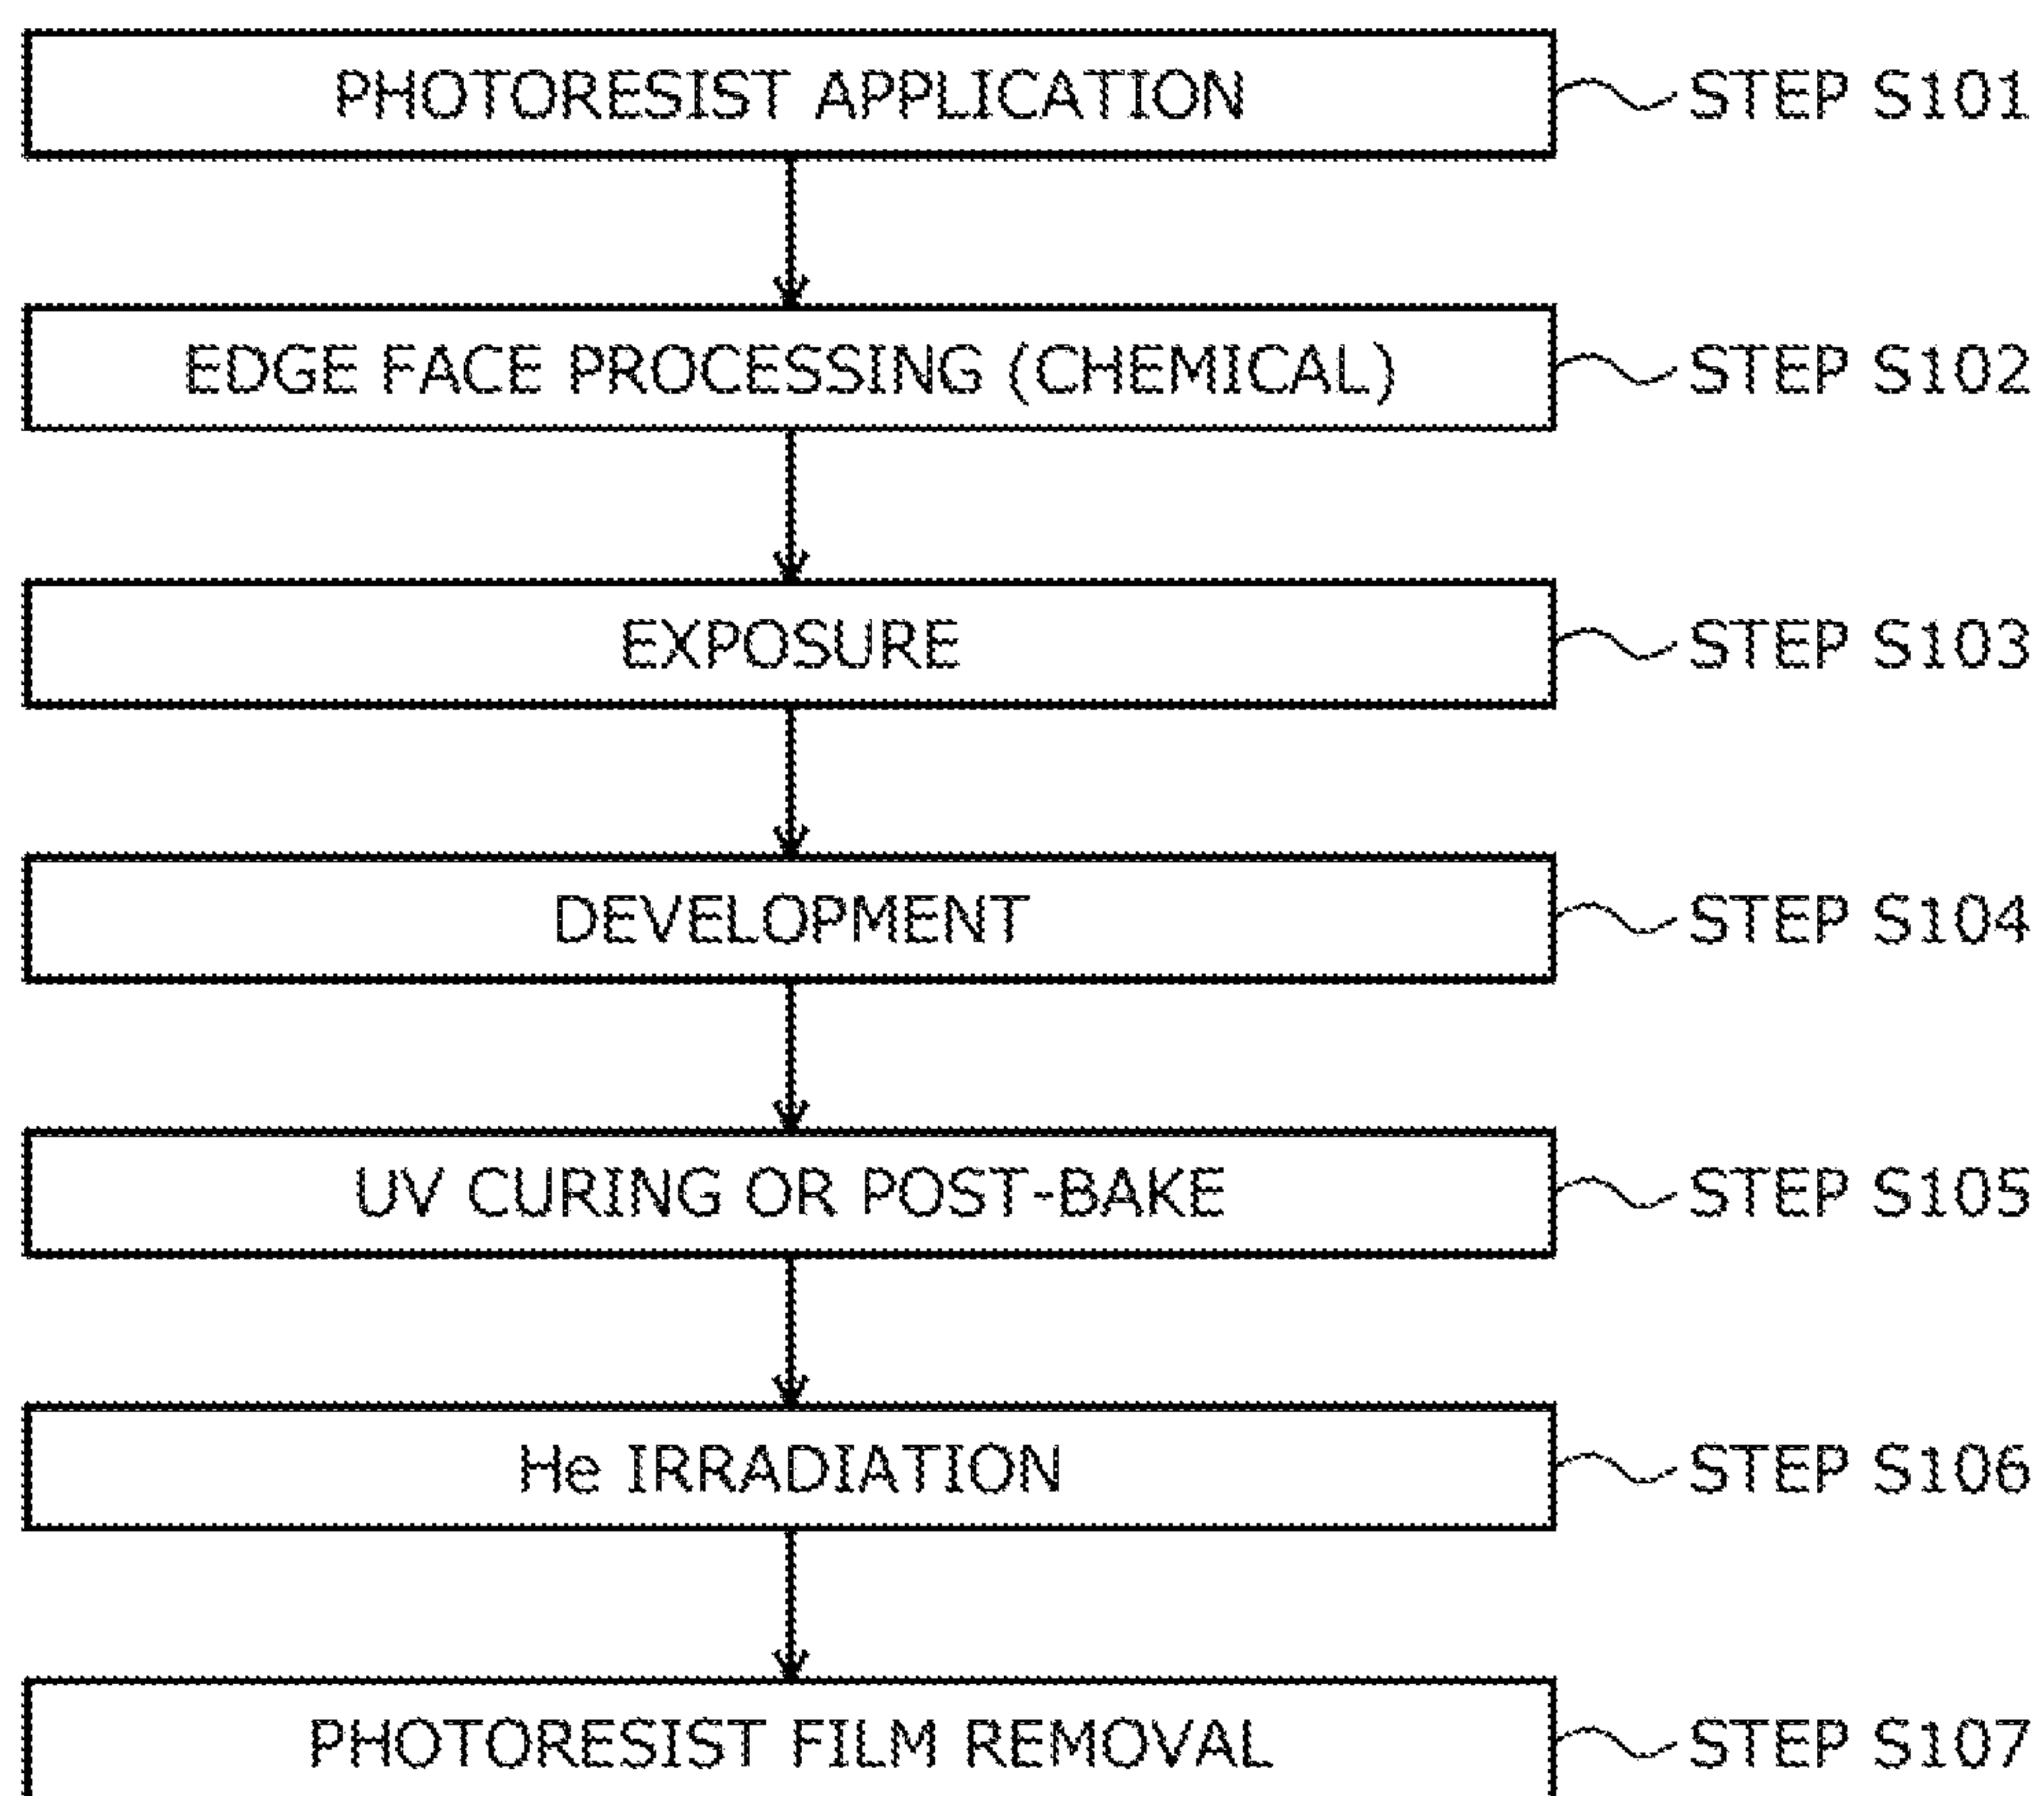 PHOTORESIST APPLICATION STEP S101
EDGE FACE PROCESSING (CHEMICAL) STEP S102
EXPOSURE STEP S103
DEVELOPMENT STEP S104
UV CURING OR POST-BAKE STEP S105
He IRRADIATION STEP S106
PHOTORESIST FILM REMOVAL STEP S107